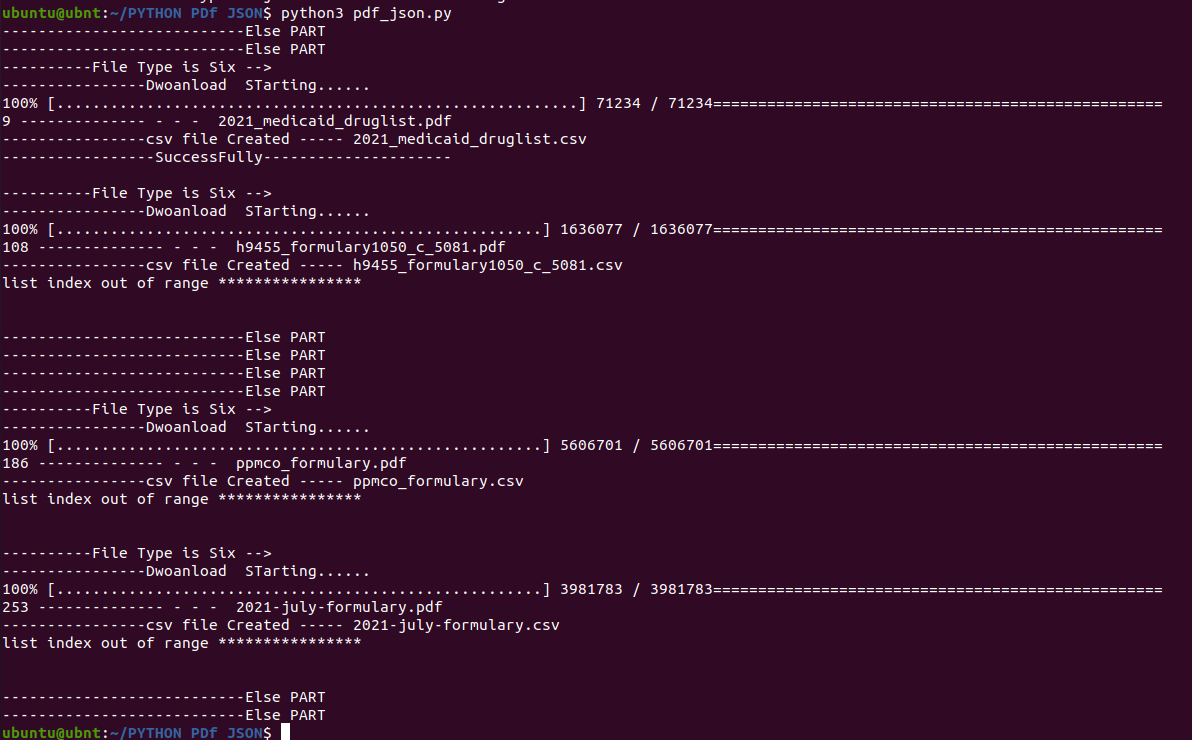 ubuntu@ubnt:~/PYTHON PDf JSON$ python3 pdf_json.py
---------------------------Else PART
---------------------------Else PART
----------File Type is Six -->
----------------Dwoanload  STarting......
100% [..........................................................] 71234 / 71234==================================================
9 -------------- - - -  2021_medicaid_druglist.pdf
----------------csv file Created ----- 2021_medicaid_druglist.csv
-----------------SuccessFully---------------------
----------File Type is Six -->
----------------Dwoanload  STarting......
100% [......................................................] 1636077 / 1636077==================================================
108 -------------- - - -  h9455_formulary1050_c_5081.pdf
----------------csv file Created ----- h9455_formulary1050_c_5081.csv
list index out of range ****************
---------------------------Else PART
---------------------------Else PART
---------------------------Else PART
---------------------------Else PART
----------File Type is Six -->
----------------Dwoanload  STarting......
100% [......................................................] 5606701 / 5606701==================================================
186 -------------- - - -  ppmco_formulary.pdf
----------------csv file Created ----- ppmco_formulary.csv
list index out of range ****************
----------File Type is Six -->
----------------Dwoanload  STarting......
100% [......................................................] 3981783 / 3981783==================================================
253 -------------- - - -  2021-july-formulary.pdf
----------------csv file Created ----- 2021-july-formulary.csv
list index out of range ****************
---------------------------Else PART
---------------------------Else PART
ubuntu@ubnt:~/PYTHON PDf JSON$